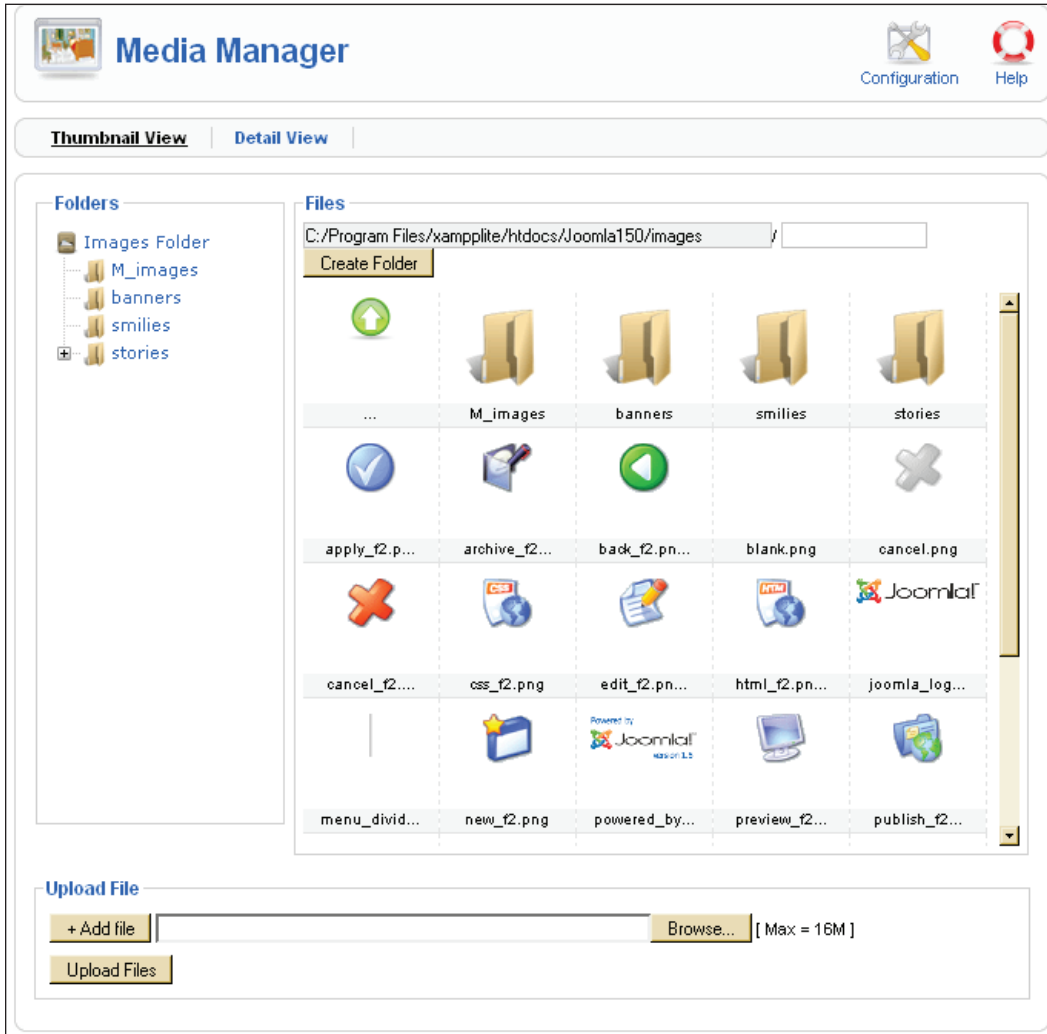 Media Manager
Configuration
Help
Thumbnail View
Detail View
Folders
Images Folder
M_images
banners
smilies
stories
Files
C:/Program Files/xampplite/htdocs/Joomla150/images /
Create Folder
... M_images banners smilies stories
apply_f2.p... archive_f2... back_f2.pn... blank.png cancel.png
CSS HTM Joomla!
cancel_f2.... css_f2.png edit_f2.pn... html_f2.pn... joomla_log...
Powered by
Joomla!
version 1.5
menu_divid... new_f2.png powered_by... preview_f2... publish_f2...
Upload File
+ Add file Browse... [ Max = 16M ]
Upload Files